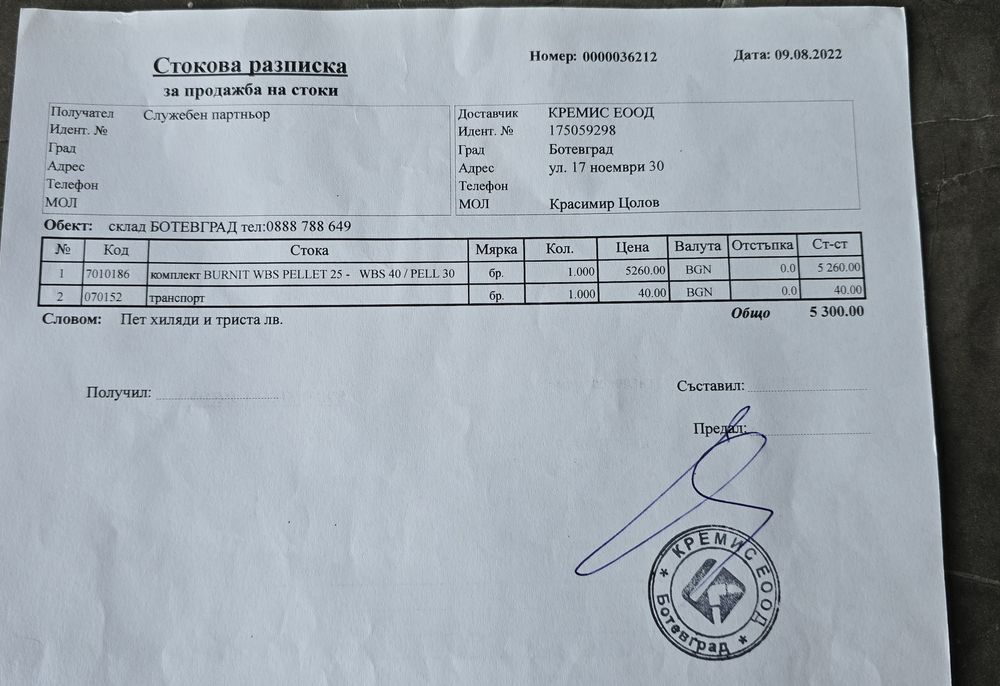 Стокова разписка
за продажба на стоки
Номер: 0000036212
Дата: 09.08.2022
Получател Служебен партньор
Идент. №
Град
Адрес
Телефон
МОЛ
Доставчик КРЕМИС ЕООД
Идент. № 175059298
Град Ботевград
Адрес ул. 17 ноември 30
Телефон
МОЛ Красимир Цолов
Обект: склад БОТЕВГРАД тел:0888 788 649
№ Код Стока Мярка Кол. Цена Валута Отстъпка Ст-ст
1 7010186 комплект BURNIT WBS PELLET 25 - WBS 40 / PELL 30 бр. 1.000 5260.00 BGN 0.0 5 260.00
2 070152 транспорт бр. 1.000 40.00 BGN 0.0 40.00
Словом: Пет хиляди и триста лв. Общо 5 300.00
Получил:
Съставил:
Предал:
КРЕМИС ЕООД
* Ботевград *